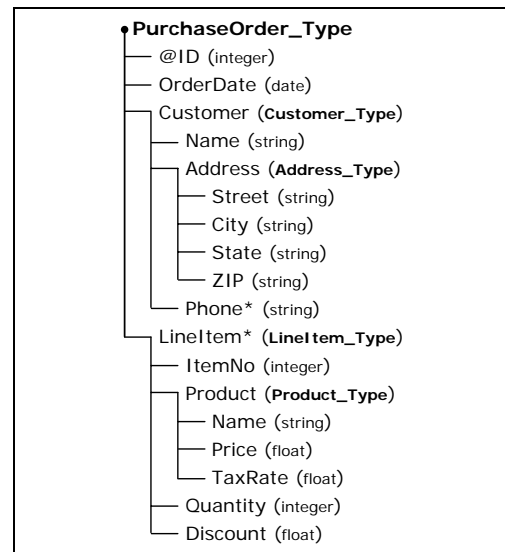 PurchaseOrder_Type
@ID (integer)
OrderDate (date)
Customer (Customer_Type)
Name (string)
Address (Address_Type)
Street (string)
City (string)
State (string)
ZIP (string)
Phone* (string)
LineItem* (LineItem_Type)
ItemNo (integer)
Product (Product_Type)
Name (string)
Price (float)
TaxRate (float)
Quantity (integer)
Discount (float)